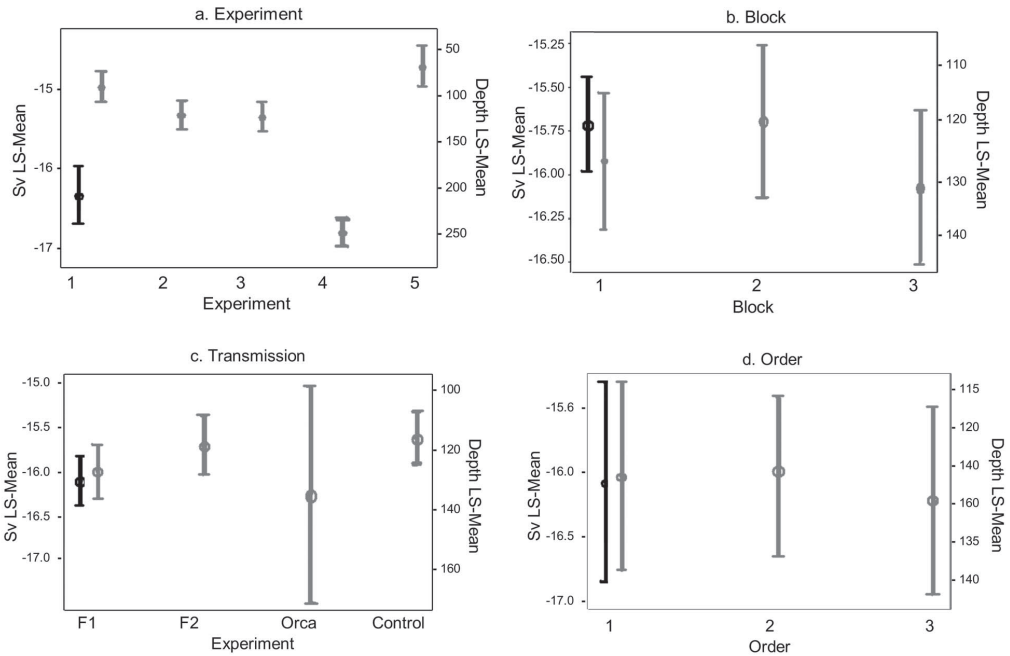 a. Experiment
Sv LS-Mean
-15
-16
-17
50
100
150
200
250
Depth LS-Mean
1 2 3 4 5
Experiment
b. Block
Sv LS-Mean
-15.25
-15.50
-15.75
-16.00
-16.25
-16.50
110
120
130
140
Depth LS-Mean
1 2 3
Block
c. Transmission
Sv LS-Mean
-15.0
-15.5
-16.0
-16.5
-17.0
100
120
140
160
Depth LS-Mean
F1 F2 Orca Control
Experiment
d. Order
Sv LS-Mean
-15.6
-16.0
-16.5
-17.0
115
120
140
160
135
140
Depth LS-Mean
1 2 3
Order